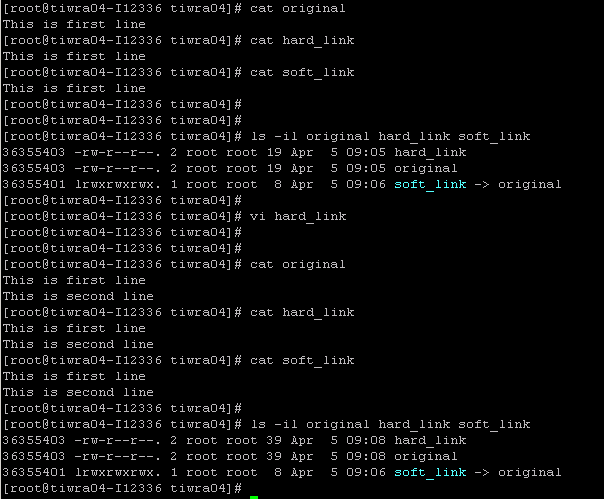 [root@tiwra04-I12336 tiwra04]# cat original
This is first line
[root@tiwra04-I12336 tiwra04]# cat hard_link
This is first line
[root@tiwra04-I12336 tiwra04]# cat soft_link
This is first line
[root@tiwra04-I12336 tiwra04]#
[root@tiwra04-I12336 tiwra04]#
[root@tiwra04-I12336 tiwra04]# ls -il original hard_link soft_link
36355403 -rw-r--r--. 2 root root 19 Apr  5 09:05 hard_link
36355403 -rw-r--r--. 2 root root 19 Apr  5 09:05 original
36355401 lrwxrwxrwx. 1 root root  8 Apr  5 09:06 soft_link -> original
[root@tiwra04-I12336 tiwra04]#
[root@tiwra04-I12336 tiwra04]# vi hard_link
[root@tiwra04-I12336 tiwra04]#
[root@tiwra04-I12336 tiwra04]#
[root@tiwra04-I12336 tiwra04]# cat original
This is first line
This is second line
[root@tiwra04-I12336 tiwra04]# cat hard_link
This is first line
This is second line
[root@tiwra04-I12336 tiwra04]# cat soft_link
This is first line
This is second line
[root@tiwra04-I12336 tiwra04]#
[root@tiwra04-I12336 tiwra04]# ls -il original hard_link soft_link
36355403 -rw-r--r--. 2 root root 39 Apr  5 09:08 hard_link
36355403 -rw-r--r--. 2 root root 39 Apr  5 09:08 original
36355401 lrwxrwxrwx. 1 root root  8 Apr  5 09:06 soft_link -> original
[root@tiwra04-I12336 tiwra04]#